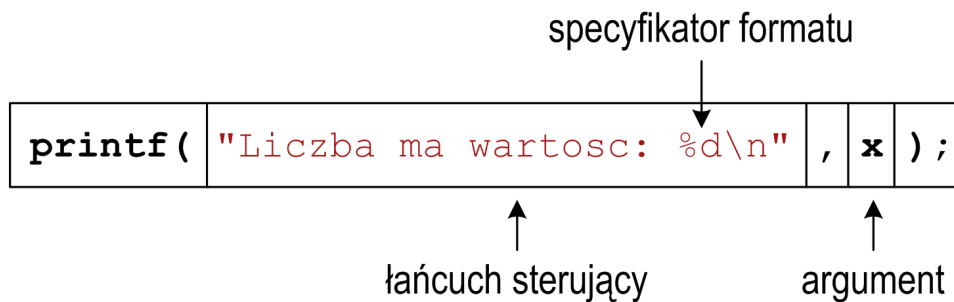 specyfikator formatu
printf( "Liczba ma wartosc: %d\n" , x );
łańcuch sterujący argument